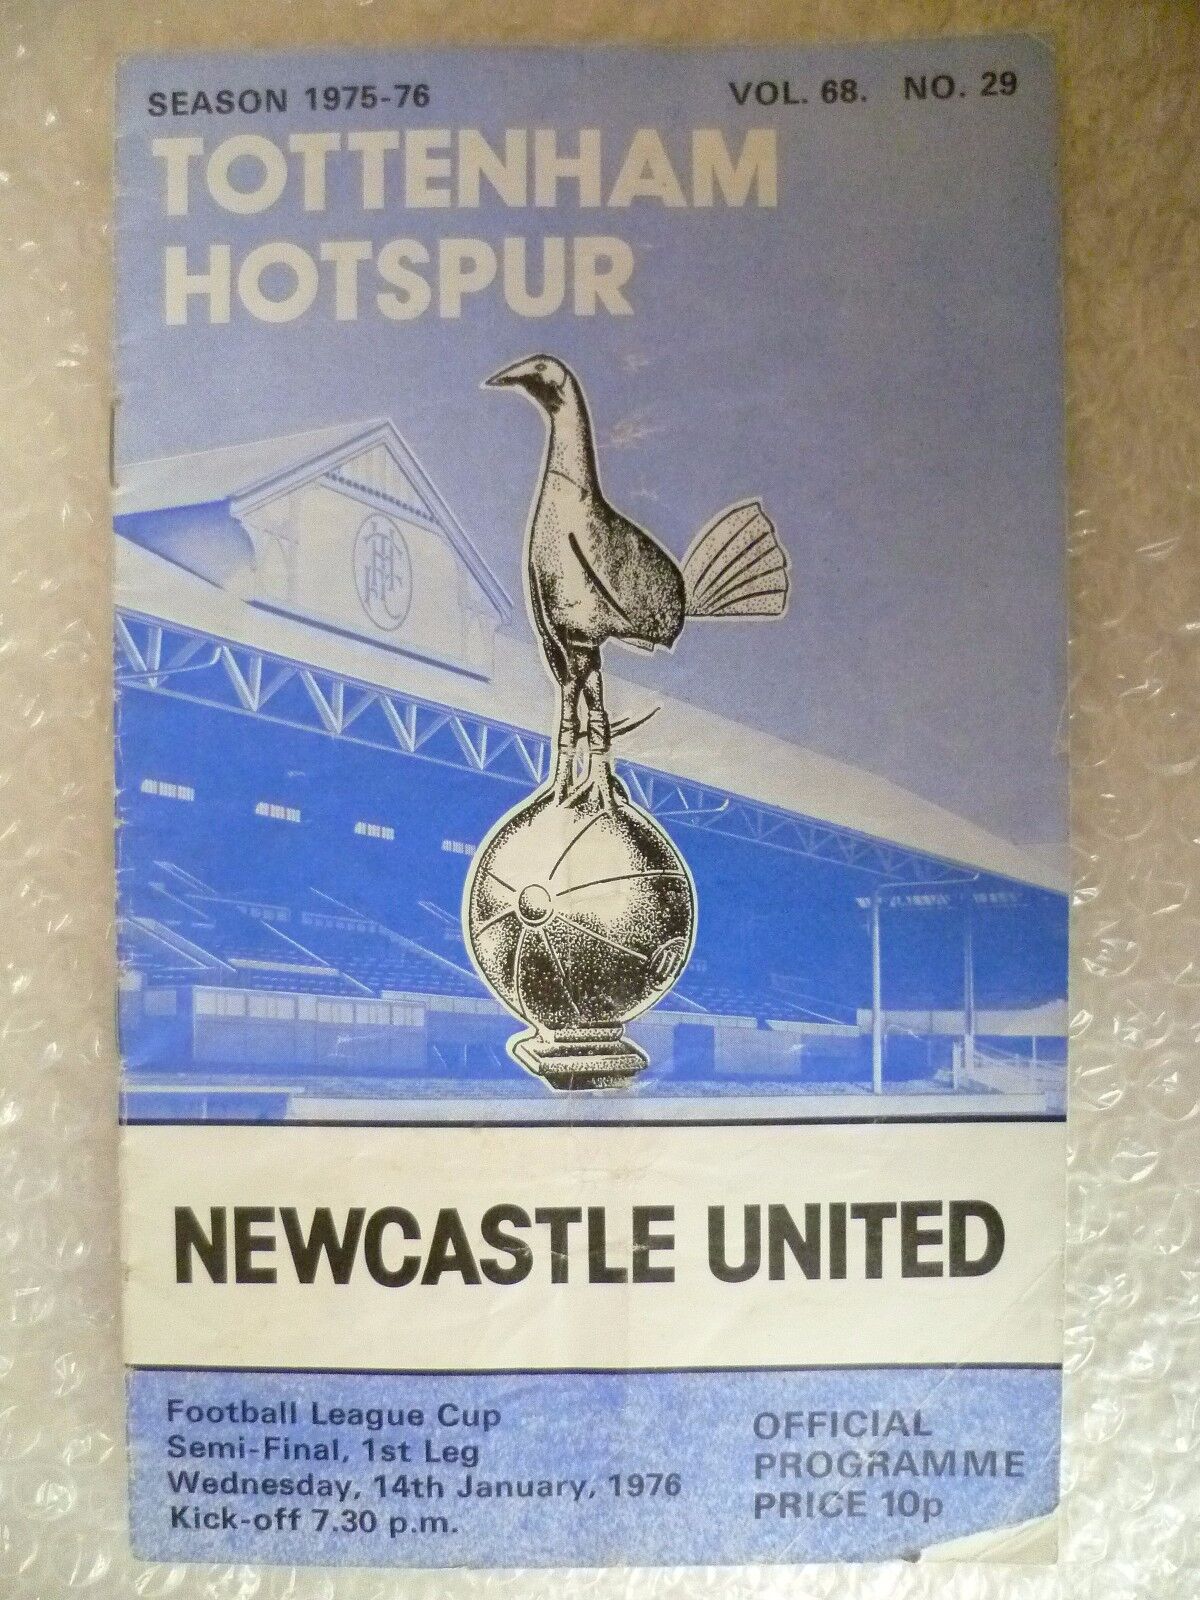 SEASON 1975-76
VOL. 68. NO. 29
TOTTENHAM
HOTSPUR
NEWCASTLE UNITED
Football League Cup
Semi-Final, 1st Leg
Wednesday, 14th January, 1976
Kick-off 7.30 p.m.
OFFICIAL
PROGRAMME
PRICE 10p